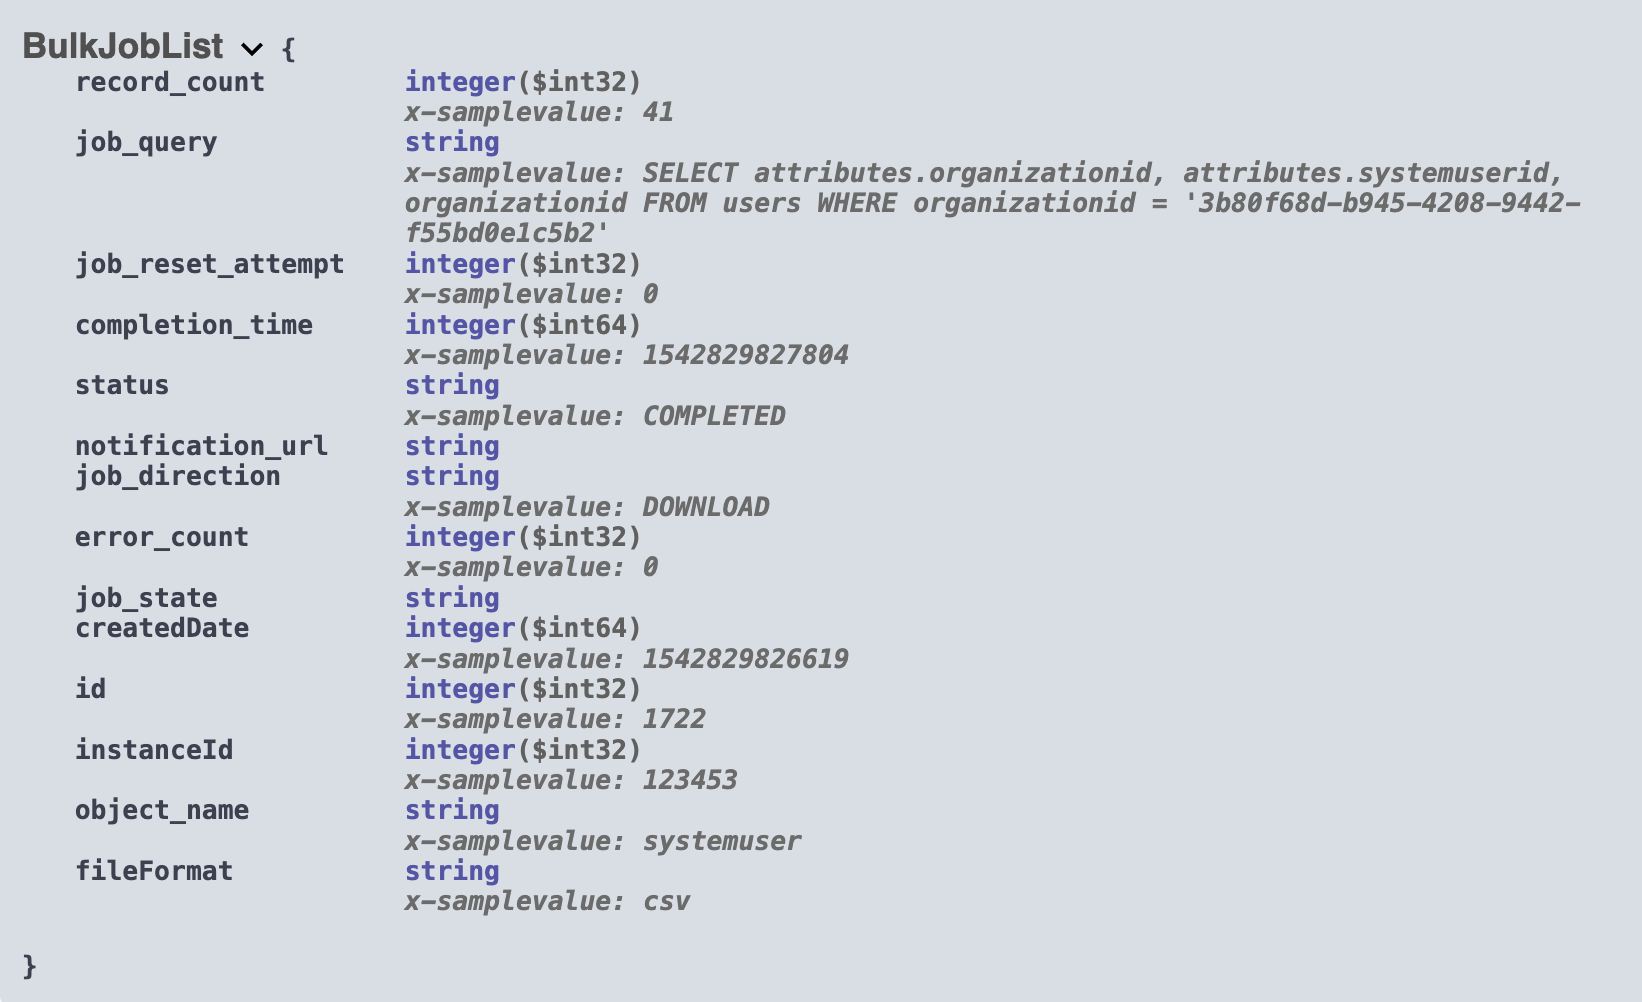 BulkJobList {
record_count integer($int32)
x-samplevalue: 41
job_query string
x-samplevalue: SELECT attributes.organizationid, attributes.systemuserid,
organizationid FROM users WHERE organizationid = '3b80f68d-b945-4208-9442-
f55bd0e1c5b2'
job_reset_attempt integer($int32)
x-samplevalue: 0
completion_time integer($int64)
x-samplevalue: 1542829827804
status string
x-samplevalue: COMPLETED
notification_url string
job_direction string
x-samplevalue: DOWNLOAD
error_count integer($int32)
x-samplevalue: 0
job_state string
createdDate integer($int64)
x-samplevalue: 1542829826619
id integer($int32)
x-samplevalue: 1722
instanceId integer($int32)
x-samplevalue: 123453
object_name string
x-samplevalue: systemuser
fileFormat string
x-samplevalue: csv
}